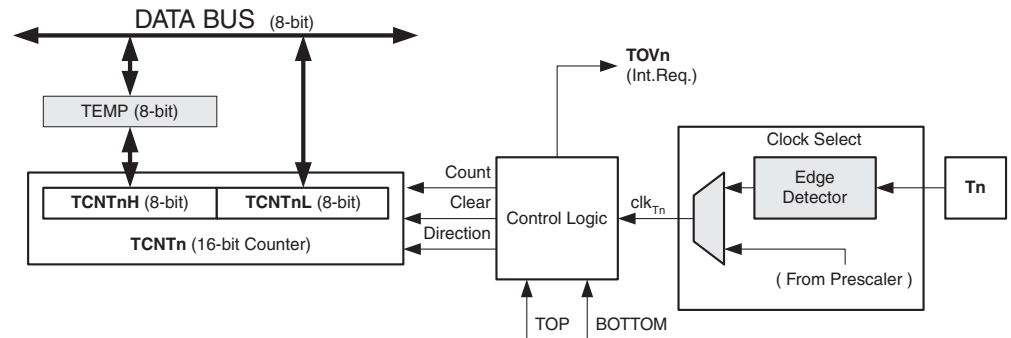 DATA BUS (8-bit)
TOVn
(Int.Req.)
TEMP (8-bit)
Clock Select
Count
Edge
Detector
Tn
TCNTnH (8-bit) TCNTnL (8-bit)
Clear
Control Logic
clkTn
TCNTn (16-bit Counter)
Direction
( From Prescaler )
TOP
BOTTOM